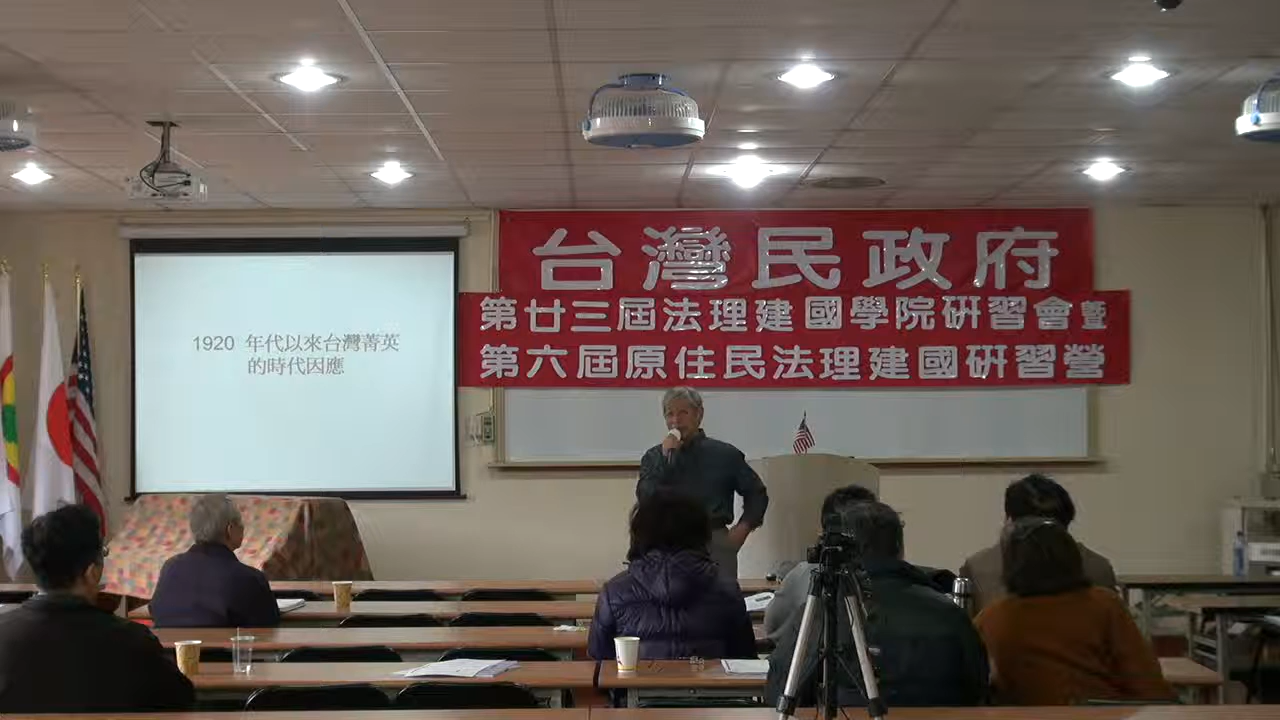 台灣民政府
第廿三屆法理建國學院研習會暨
第六屆原住民法理建國研習營
1920 年代以來台灣菁英
的時代因應